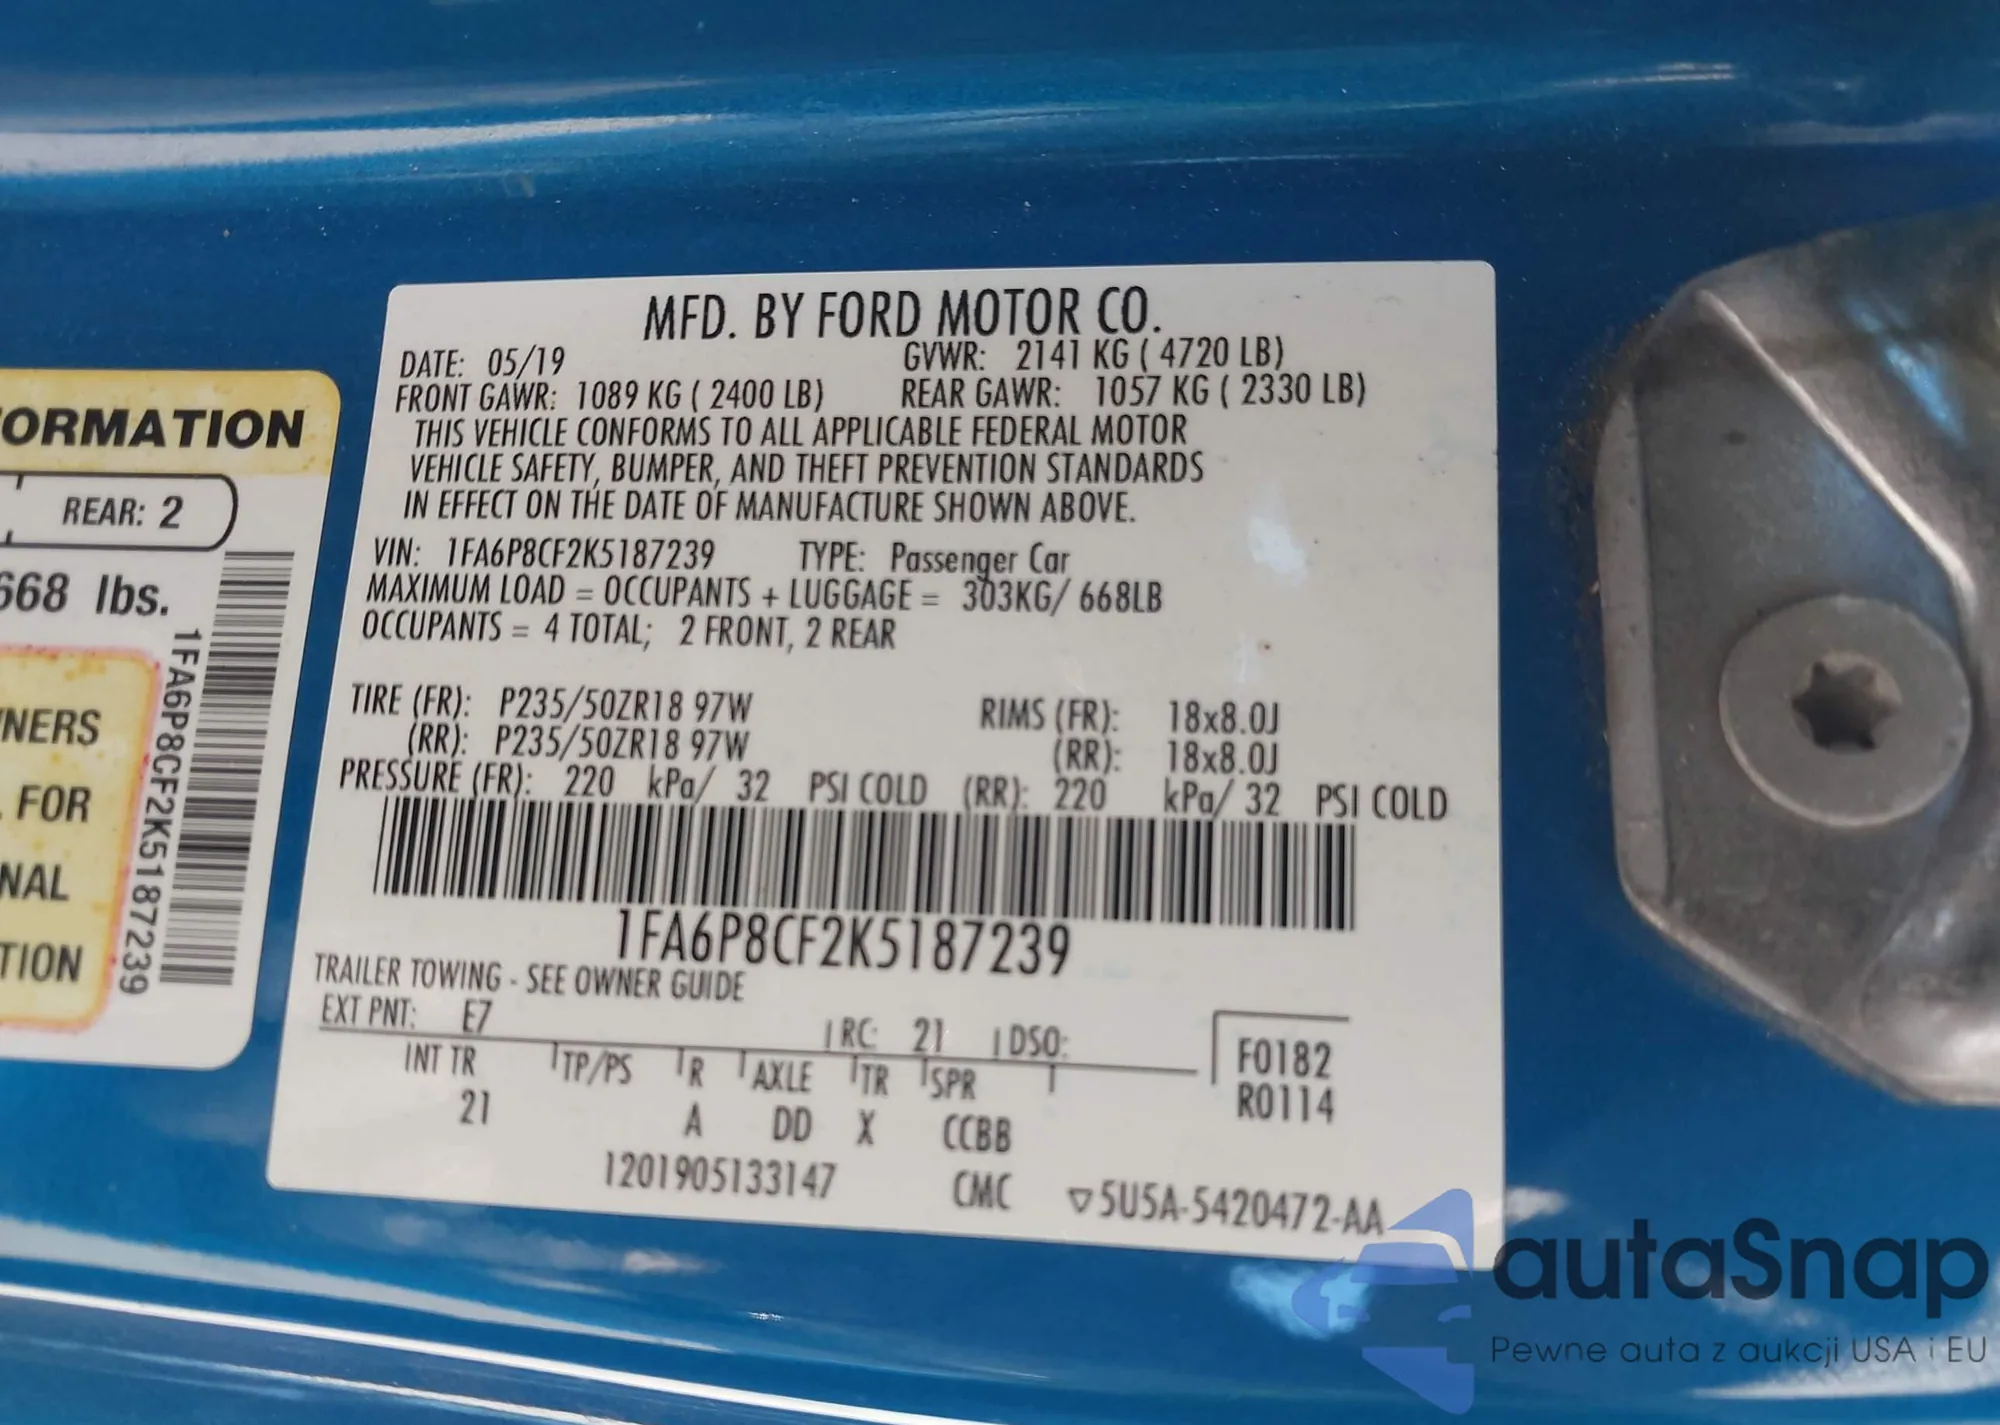 ORMATION
REAR: 2
668 lbs.
NERS
FOR
NAL
TION
1FA6P8CF2K5187239
MFD. BY FORD MOTOR CO.
DATE: 05/19 GVWR: 2141 KG ( 4720 LB)
FRONT GAWR: 1089 KG ( 2400 LB) REAR GAWR: 1057 KG ( 2330 LB)
THIS VEHICLE CONFORMS TO ALL APPLICABLE FEDERAL MOTOR
VEHICLE SAFETY, BUMPER, AND THEFT PREVENTION STANDARDS
IN EFFECT ON THE DATE OF MANUFACTURE SHOWN ABOVE.
VIN: 1FA6P8CF2K5187239 TYPE: Passenger Car
MAXIMUM LOAD = OCCUPANTS + LUGGAGE = 303KG/ 668LB
OCCUPANTS = 4 TOTAL; 2 FRONT, 2 REAR
TIRE (FR): P235/50ZR18 97W RIMS (FR): 18x8.0J
(RR): P235/50ZR18 97W (RR): 18x8.0J
PRESSURE (FR): 220 kPa/ 32 PSI COLD (RR): 220 kPa/ 32 PSI COLD
1FA6P8CF2K5187239
TRAILER TOWING - SEE OWNER GUIDE
EXT PNT: E7 RC: 21 DSO:
INT TR TP/PS R AXLE TR SPR
21 A DD X CCBB
F0182
R0114
1201905133147 CMC ▽5U5A-5420472-AA
autaSnap
Pewne auta z aukcji USA i EU